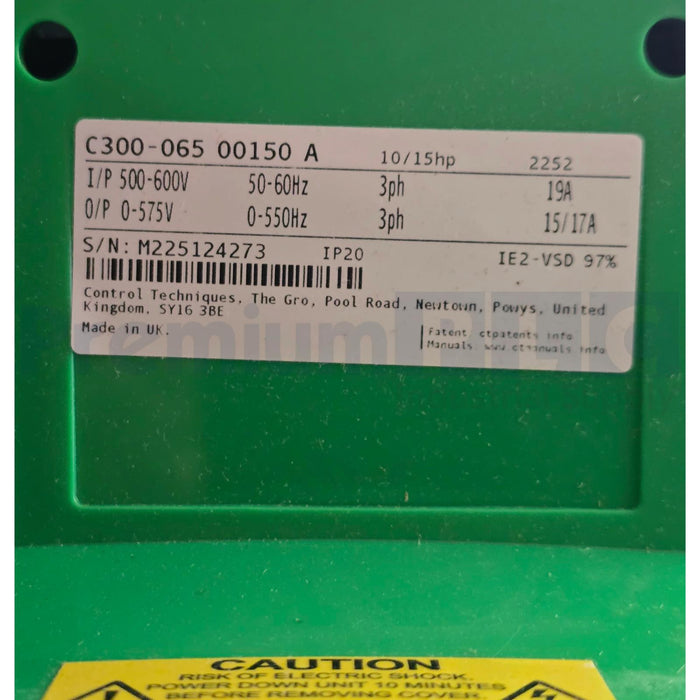 C300-065 00150 A 10/15hp 2252
I/P 500-600V 50-60Hz 3ph 19A
O/P 0-575V 0-550Hz 3ph 15/17A
S/N: M225124273 IP20 IE2-VSD 97%
Control Techniques, The Gro, Pool Road, Newtown, Powys, United
Kingdom, SY16 3BE
Made in UK.
Patent: ctpatents.info
Manuals: www.ctmanuals.info
CAUTION
RISK OF ELECTRIC SHOCK
POWER DOWN UNIT 10 MINUTES
BEFORE REMOVING COVER